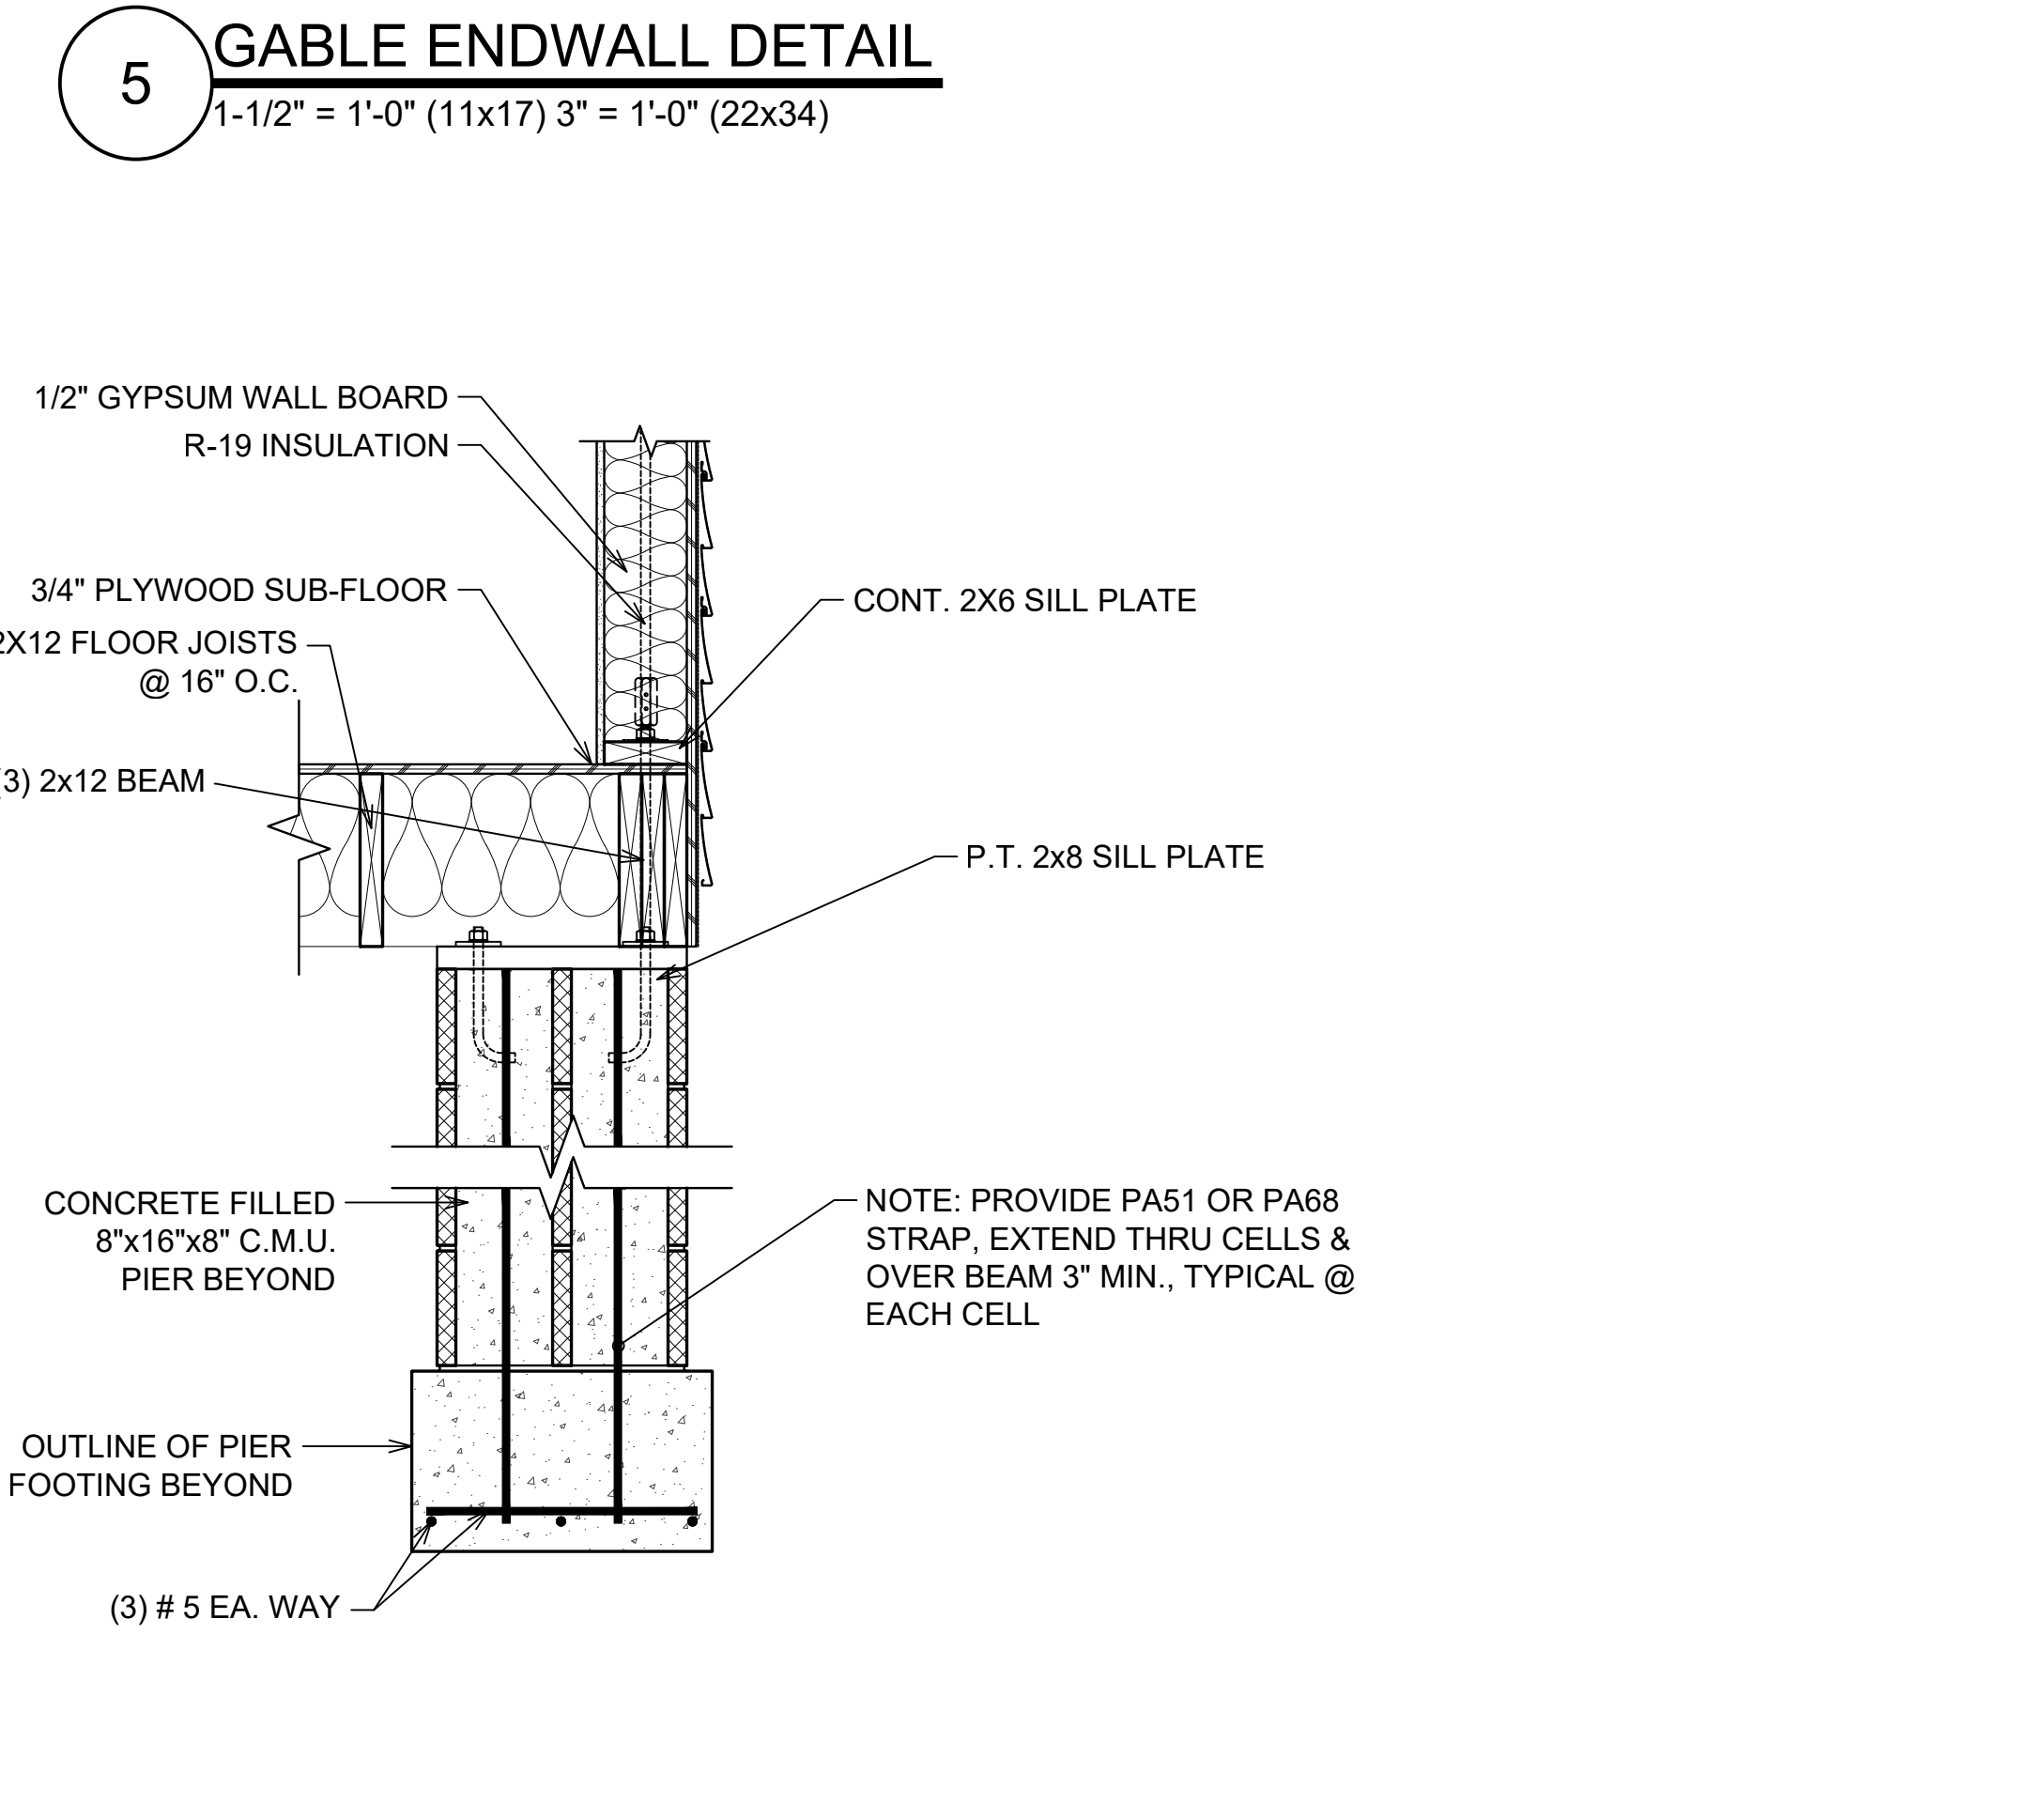 5
GABLE ENDWALL DETAIL
1-1/2" = 1'-0" (11x17) 3" = 1'-0" (22x34)
1/2" GYPSUM WALL BOARD
R-19 INSULATION
3/4" PLYWOOD SUB-FLOOR
CONT. 2X6 SILL PLATE
2X12 FLOOR JOISTS
@ 16" O.C.
3) 2x12 BEAM
P.T. 2x8 SILL PLATE
CONCRETE FILLED
8"x16"x8" C.M.U.
PIER BEYOND
NOTE: PROVIDE PA51 OR PA68
STRAP, EXTEND THRU CELLS &
OVER BEAM 3" MIN., TYPICAL @
EACH CELL
OUTLINE OF PIER
FOOTING BEYOND
(3) # 5 EA. WAY